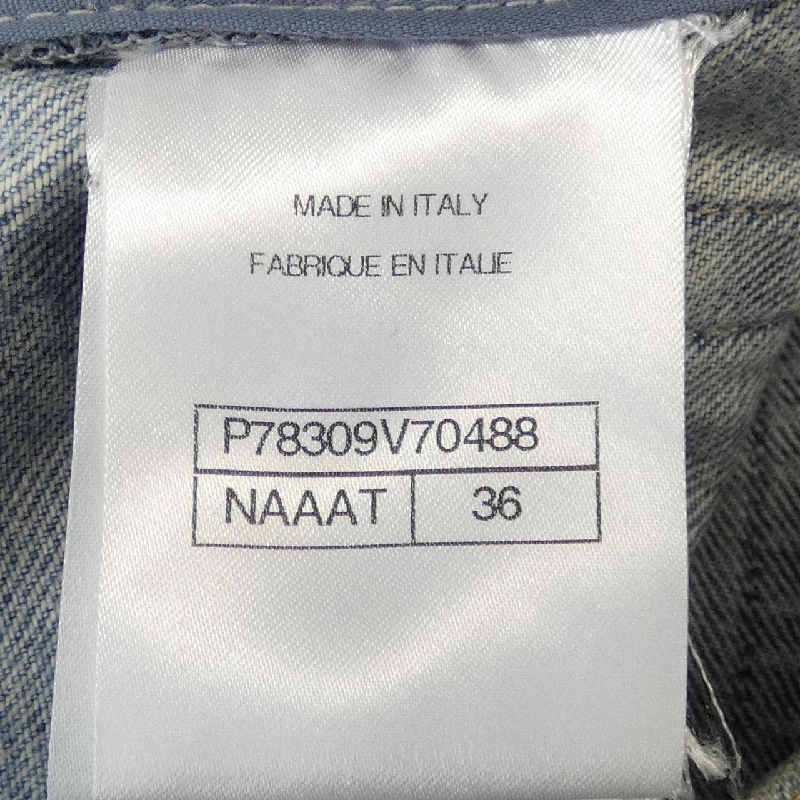 MADE IN ITALY
FABRIQUE EN ITALIE
P78309V70488
NAAAT 36